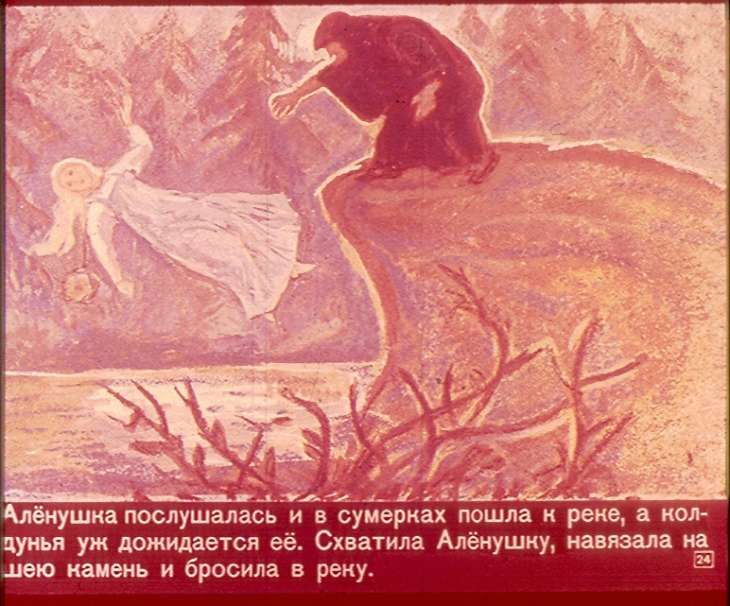 Алёнушка послушалась и в сумерках пошла к реке, а кол-
дунья уж дожидается её. Схватила Алёнушку, навязала на
шею камень и бросила в реку.
24